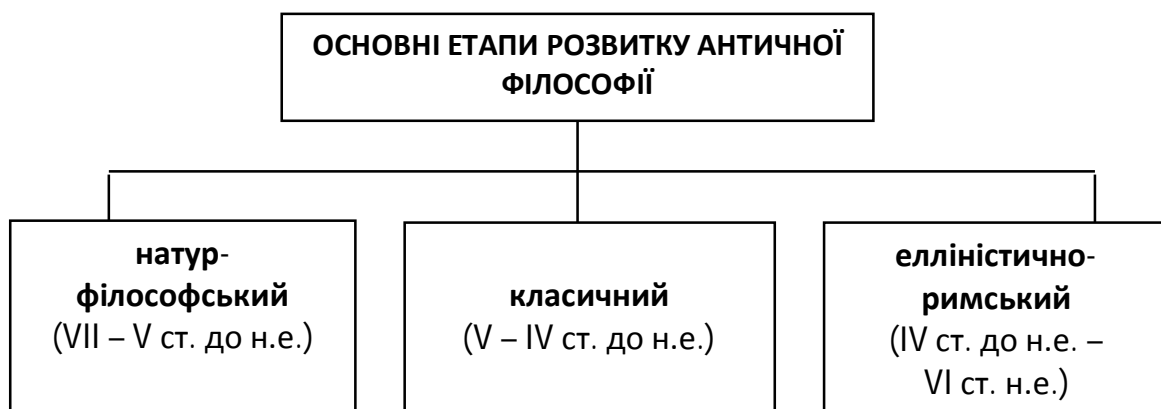 ОСНОВНІ ЕТАПИ РОЗВИТКУ АНТИЧНОЇ
ФІЛОСОФІЇ
натур-
філософський
(VII – V ст. до н.е.)
класичний
(V – IV ст. до н.е.)
елліністично-
римський
(IV ст. до н.е. –
VI ст. н.е.)